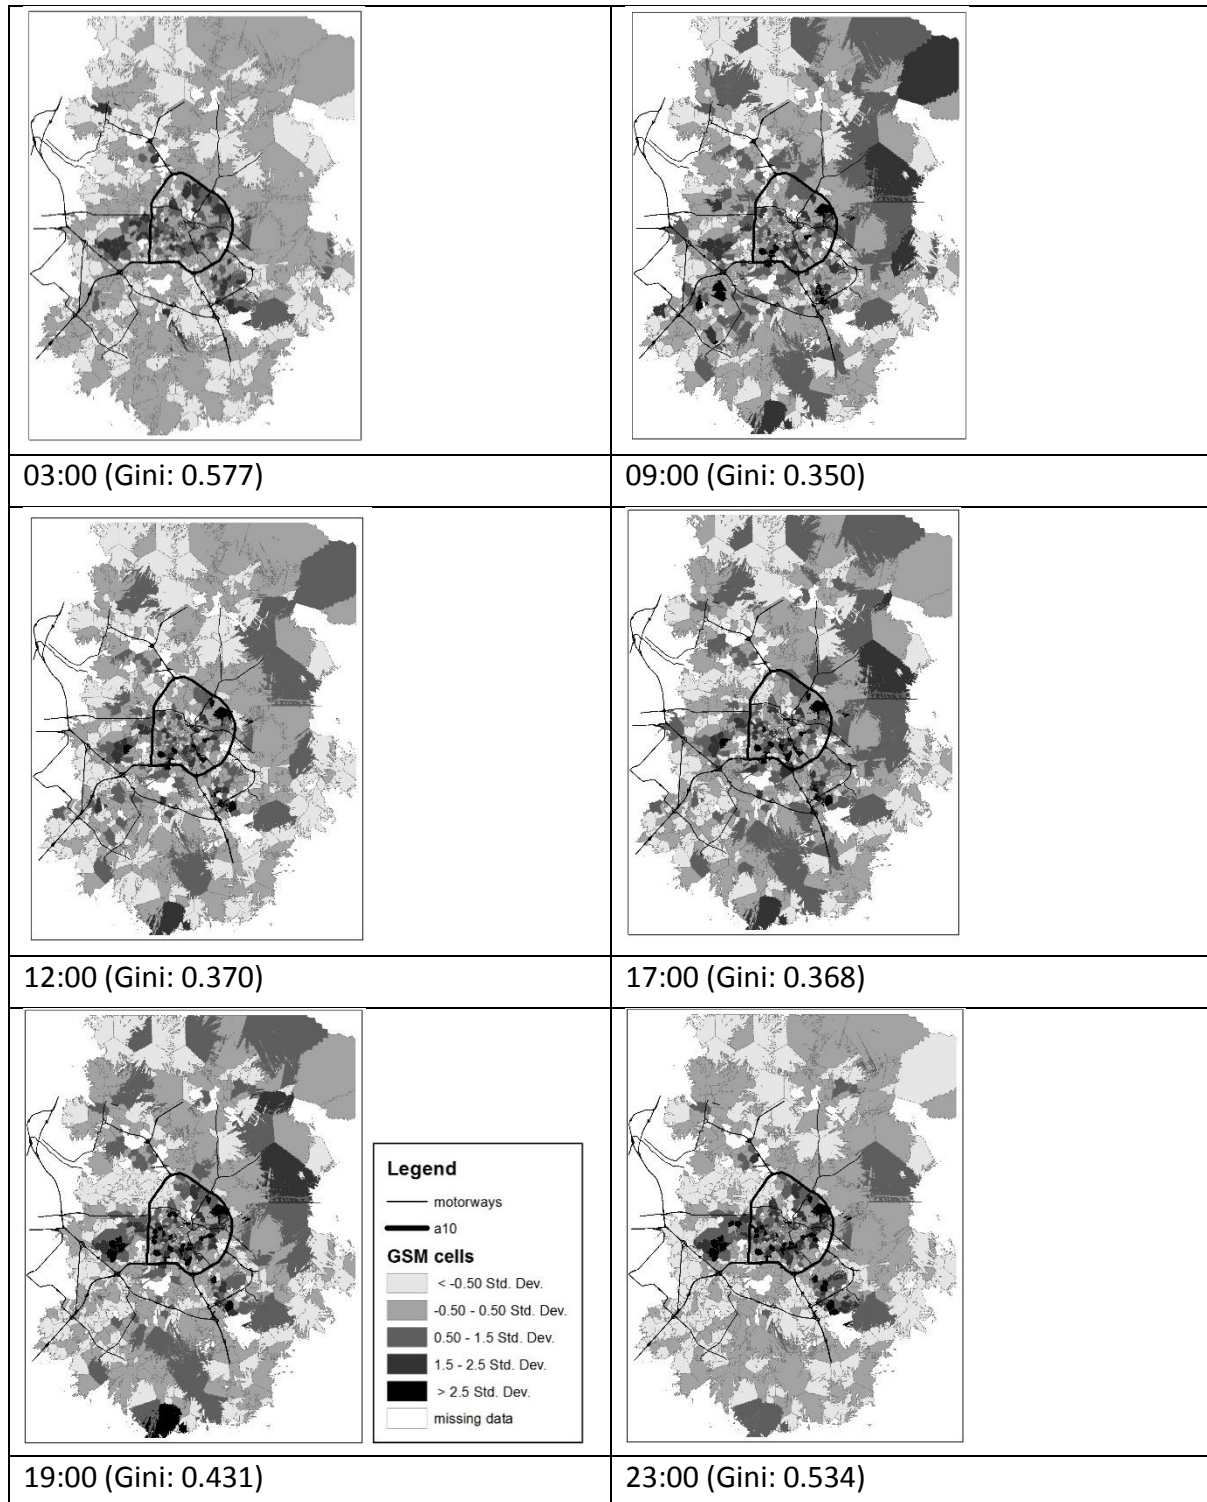 03:00 (Gini: 0.577)
09:00 (Gini: 0.350)
12:00 (Gini: 0.370)
17:00 (Gini: 0.368)
Legend
motorways
a10
GSM cells
< -0.50 Std. Dev.
-0.50 - 0.50 Std. Dev.
0.50 - 1.5 Std. Dev.
1.5 - 2.5 Std. Dev.
> 2.5 Std. Dev.
missing data
19:00 (Gini: 0.431)
23:00 (Gini: 0.534)